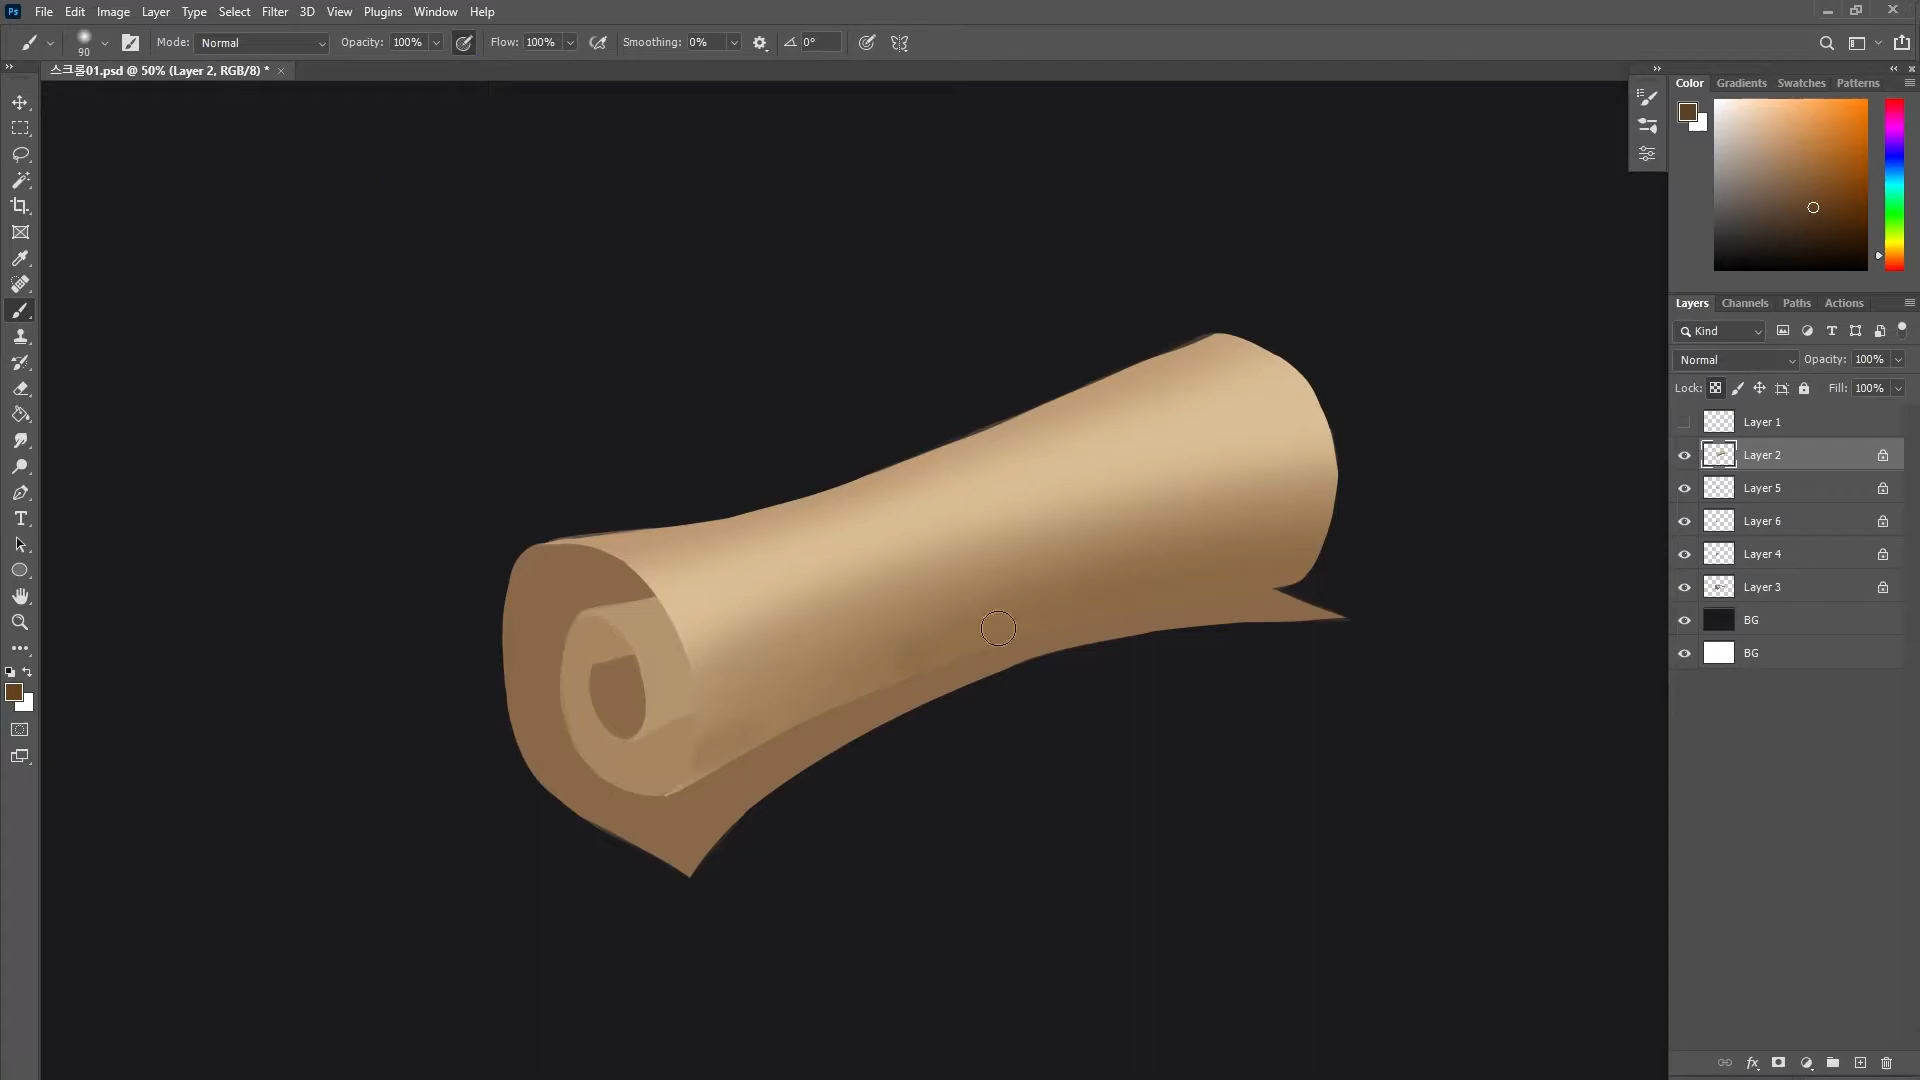 Ps File Edit Image Layer Type Select Filter 3D View Plugins Window Help
90 Mode: Normal Opacity: 100% Flow: 100% Smoothing: 0% 0°
스크롤01.psd @ 50% (Layer 2, RGB/8) *
Color Gradients Swatches Patterns
Layers Channels Paths Actions
Kind
Normal Opacity: 100%
Lock: Fill: 100%
Layer 1
Layer 2
Layer 5
Layer 6
Layer 4
Layer 3
BG
BG